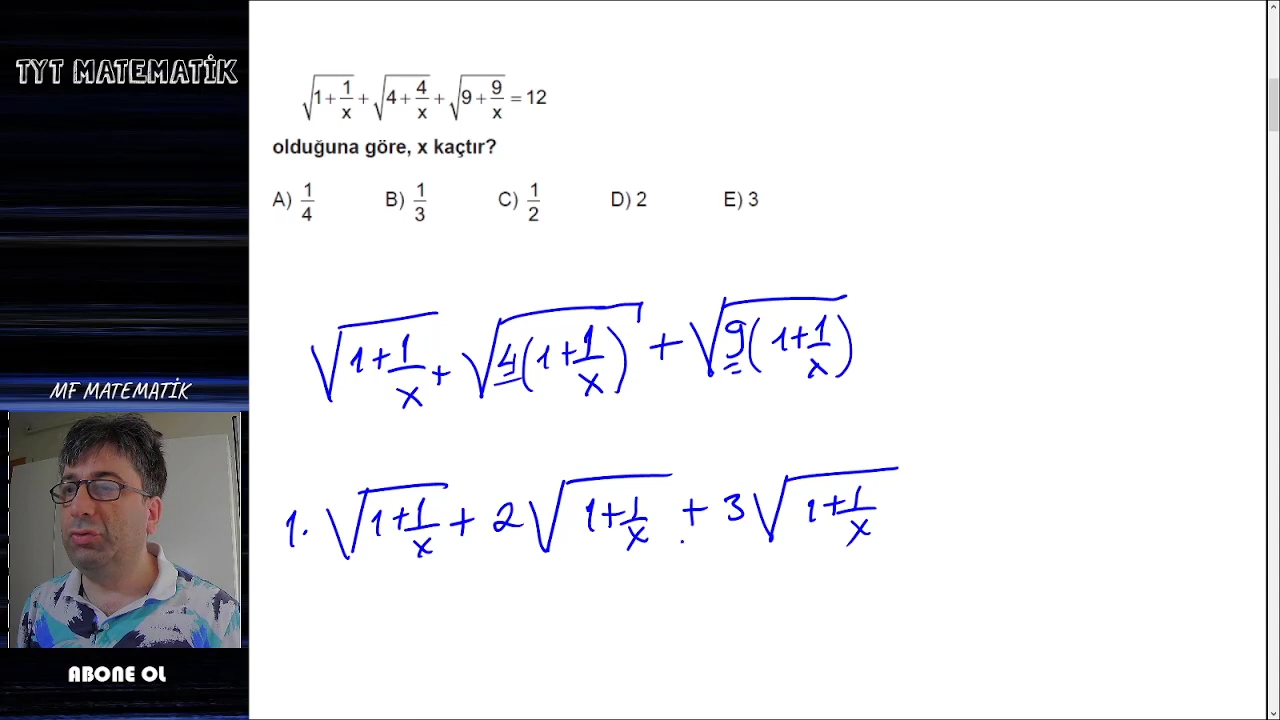 TYT MATEMATİK
√(1+1/x) + √(4+4/x) + √(9+9/x) = 12
olduğuna göre, x kaçtır?
A) 1/4 B) 1/3 C) 1/2 D) 2 E) 3
√(1+1/x) + √(4(1+1/x)) + √(9(1+1/x))
MF MATEMATİK
1.√(1+1/x) + 2√(1+1/x) + 3√(1+1/x)
ABONE OL